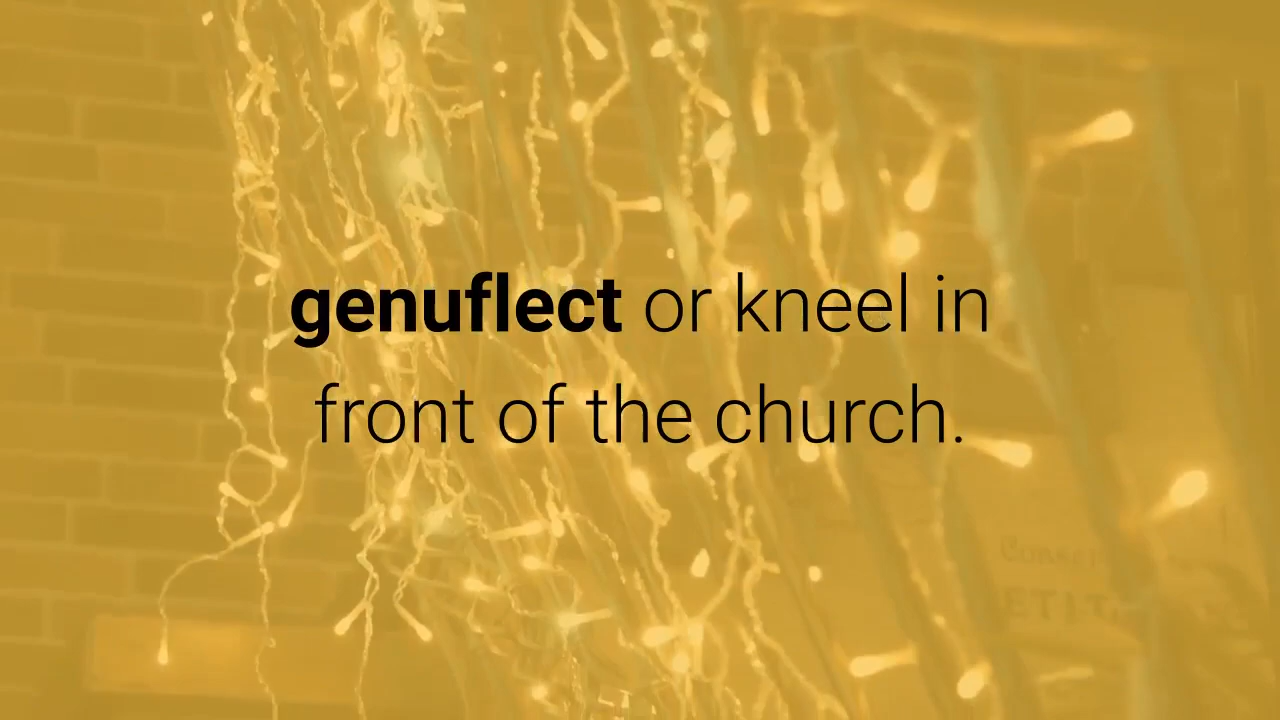 genuflect or kneel in
front of the church.